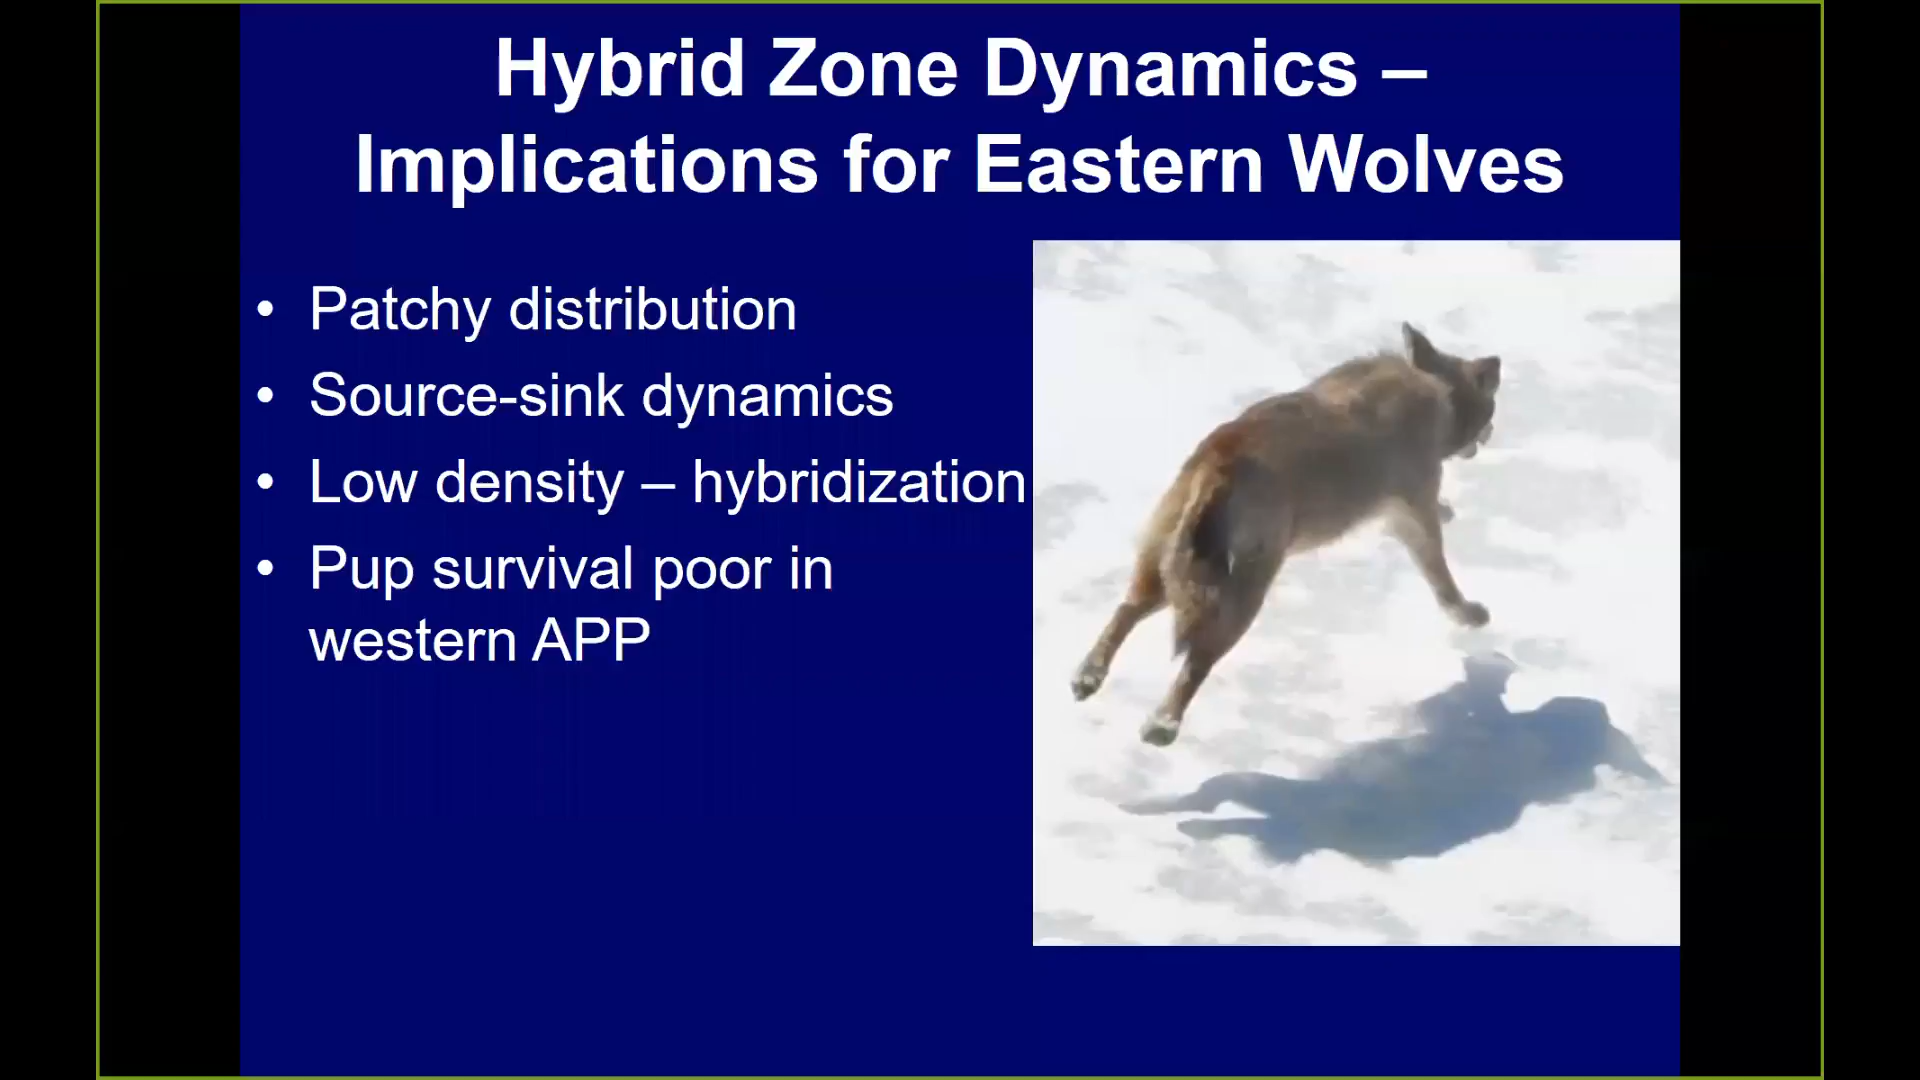 Hybrid Zone Dynamics –
Implications for Eastern Wolves
• Patchy distribution
• Source-sink dynamics
• Low density – hybridization
• Pup survival poor in
western APP